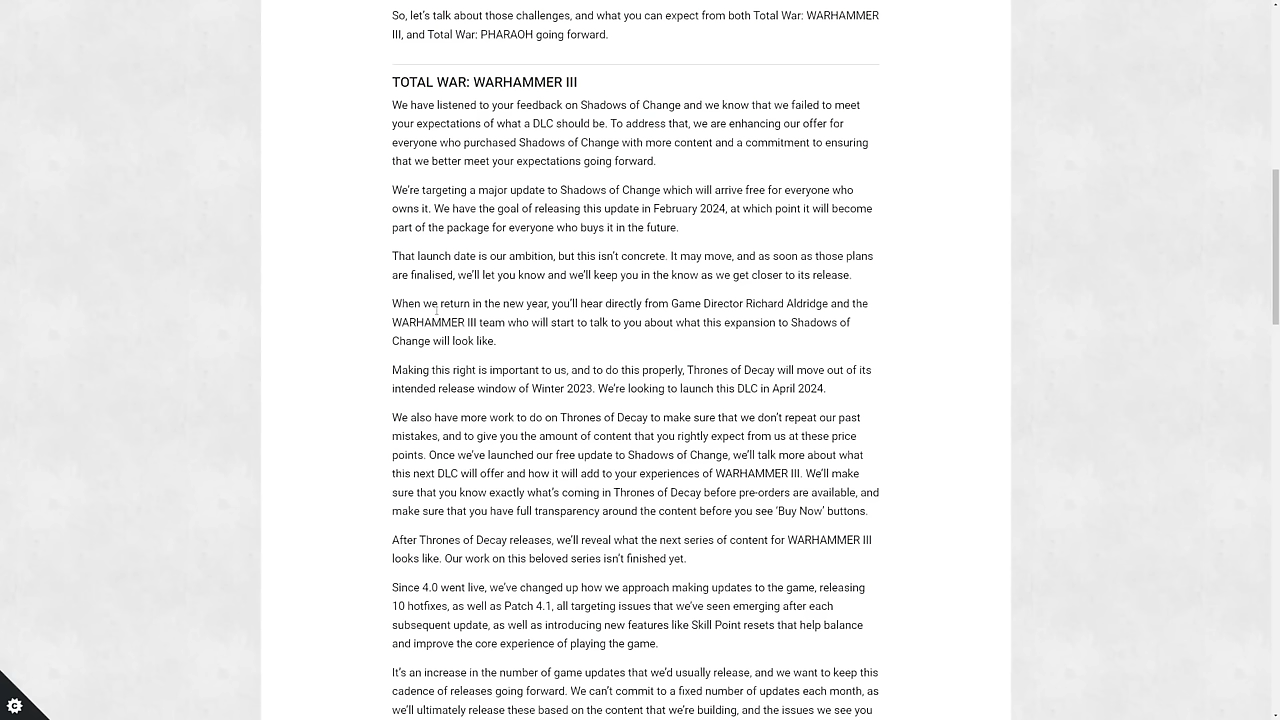 So, let's talk about those challenges, and what you can expect from both Total War: WARHAMMER
III, and Total War: PHARAOH going forward.
TOTAL WAR: WARHAMMER III
We have listened to your feedback on Shadows of Change and we know that we failed to meet
your expectations of what a DLC should be. To address that, we are enhancing our offer for
everyone who purchased Shadows of Change with more content and a commitment to ensuring
that we better meet your expectations going forward.
We're targeting a major update to Shadows of Change which will arrive free for everyone who
owns it. We have the goal of releasing this update in February 2024, at which point it will become
part of the package for everyone who buys it in the future.
That launch date is our ambition, but this isn't concrete. It may move, and as soon as those plans
are finalised, we'll let you know and we'll keep you in the know as we get closer to its release.
When we return in the new year, you'll hear directly from Game Director Richard Aldridge and the
WARHAMMER III team who will start to talk to you about what this expansion to Shadows of
Change will look like.
Making this right is important to us, and to do this properly, Thrones of Decay will move out of its
intended release window of Winter 2023. We're looking to launch this DLC in April 2024.
We also have more work to do on Thrones of Decay to make sure that we don't repeat our past
mistakes, and to give you the amount of content that you rightly expect from us at these price
points. Once we've launched our free update to Shadows of Change, we'll talk more about what
this next DLC will offer and how it will add to your experiences of WARHAMMER III. We'll make
sure that you know exactly what's coming in Thrones of Decay before pre-orders are available, and
make sure that you have full transparency around the content before you see 'Buy Now' buttons.
After Thrones of Decay releases, we'll reveal what the next series of content for WARHAMMER III
looks like. Our work on this beloved series isn't finished yet.
Since 4.0 went live, we've changed up how we approach making updates to the game, releasing
10 hotfixes, as well as Patch 4.1, all targeting issues that we've seen emerging after each
subsequent update, as well as introducing new features like Skill Point resets that help balance
and improve the core experience of playing the game.
It's an increase in the number of game updates that we'd usually release, and we want to keep this
cadence of releases going forward. We can't commit to a fixed number of updates each month, as
we'll ultimately release these based on the content that we're building, and the issues we see you